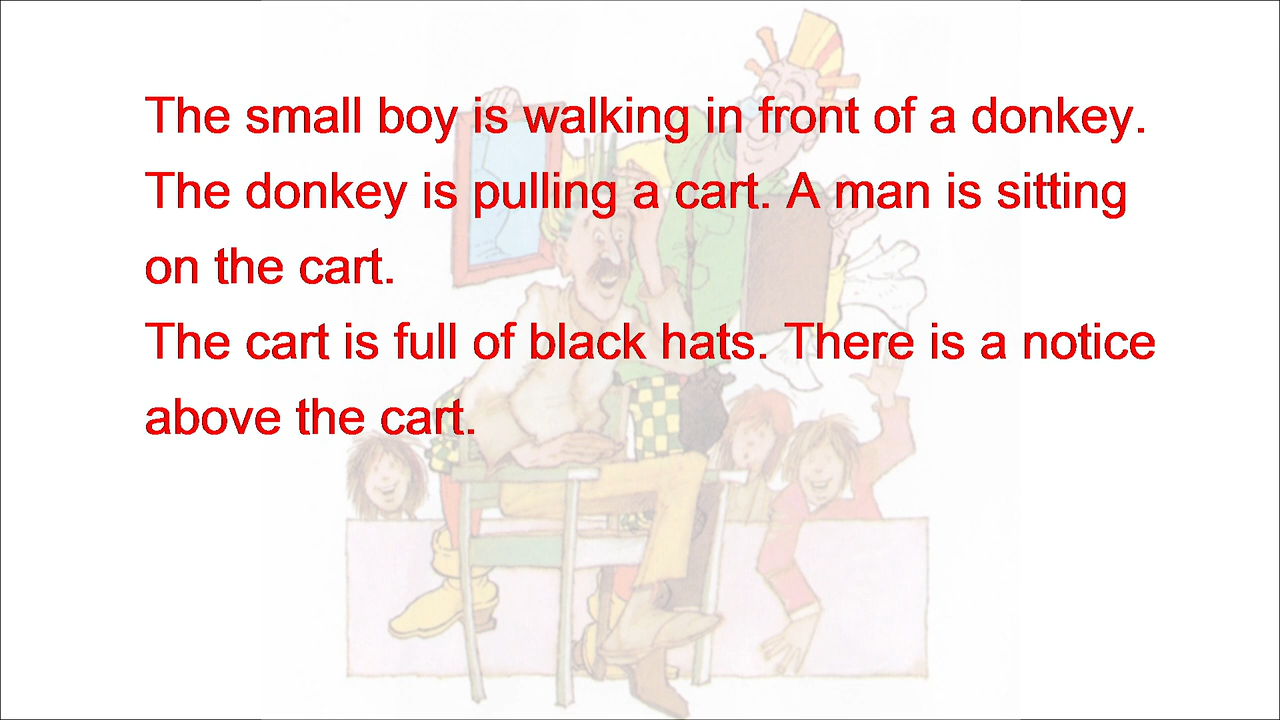 The small boy is walking in front of a donkey.
The donkey is pulling a cart. A man is sitting
on the cart.
The cart is full of black hats. There is a notice
above the cart.